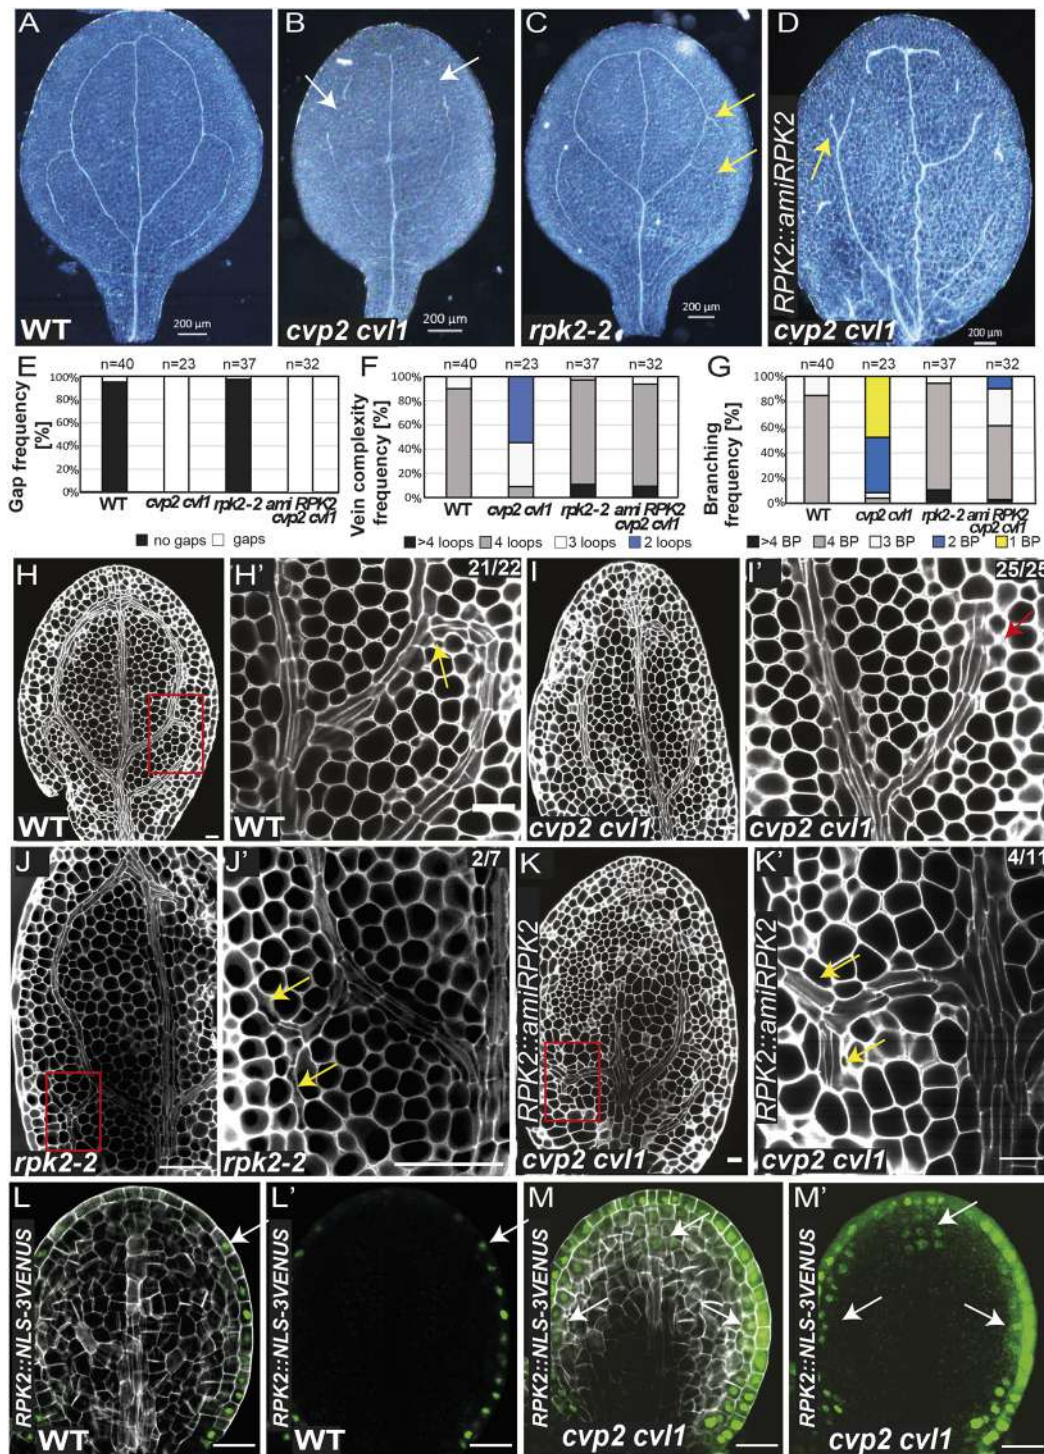 A
B
C
D
RPK2::amiRPK2
WT
200 µm
cvp2 cvl1
200 µm
rpk2-2
200 µm
cvp2 cvl1
200 µm
E
n=40
n=23
n=37
n=32
Gap frequency
[%]
100%
80%
60%
40%
20%
0%
WT
cvp2 cvl1
rpk2-2
ami RPK2
cvp2 cvl1
no gaps
gaps
F
n=40
n=23
n=37
n=32
Vein complexity
frequency [%]
100%
80%
60%
40%
20%
0%
WT
cvp2 cvl1
rpk2-2
ami RPK2
cvp2 cvl1
>4 loops
4 loops
3 loops
2 loops
G
n=40
n=23
n=37
n=32
Branching
frequency [%]
100%
80%
60%
40%
20%
0%
WT
cvp2 cvl1
rpk2-2
ami RPK2
cvp2 cvl1
>4 BP
4 BP
3 BP
2 BP
1 BP
H
WT
H'
21/22
WT
I
cvp2 cvl1
I'
25/25
cvp2 cvl1
J
rpk2-2
J'
2/7
rpk2-2
K
RPK2::amiRPK2
cvp2 cvl1
K'
4/11
RPK2::amiRPK2
cvp2 cvl1
L
RPK2::NLS-3VENUS
WT
L'
RPK2::NLS-3VENUS
WT
M
RPK2::NLS-3VENUS
cvp2 cvl1
M'
RPK2::NLS-3VENUS
cvp2 cvl1